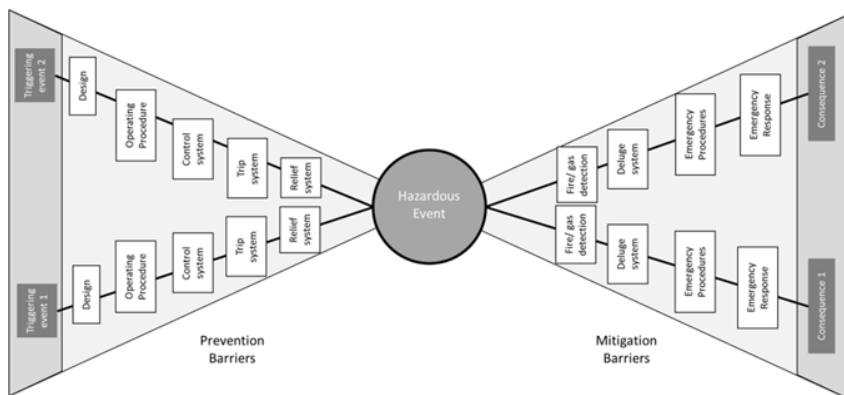 Triggering
event 2
Design
Operating
Procedure
Control
system
Trip
system
Relief
system
Hazardous
Event
Fire/ gas
detection
Deluge
system
Emergency
Procedures
Emergency
Response
Consequence 2
Triggering
event 1
Design
Operating
Procedure
Control
system
Trip
system
Relief
system
Fire/ gas
detection
Deluge
system
Emergency
Procedures
Emergency
Response
Consequence 1
Prevention
Barriers
Mitigation
Barriers